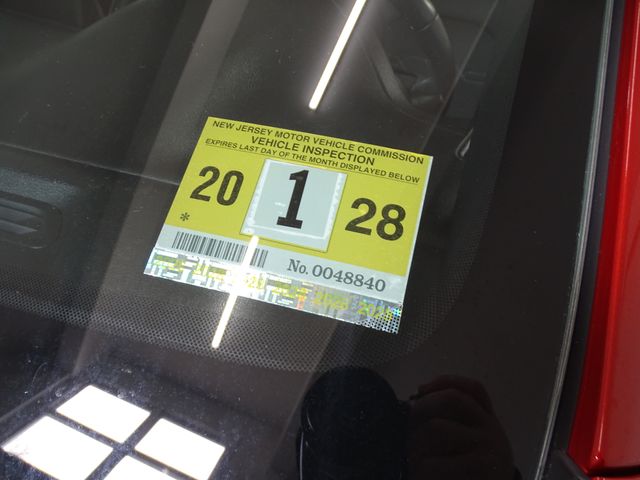 NEW JERSEY MOTOR VEHICLE COMMISSION
VEHICLE INSPECTION
EXPIRES LAST DAY OF THE MONTH DISPLAYED BELOW
20 1 28
*
No. 0048840